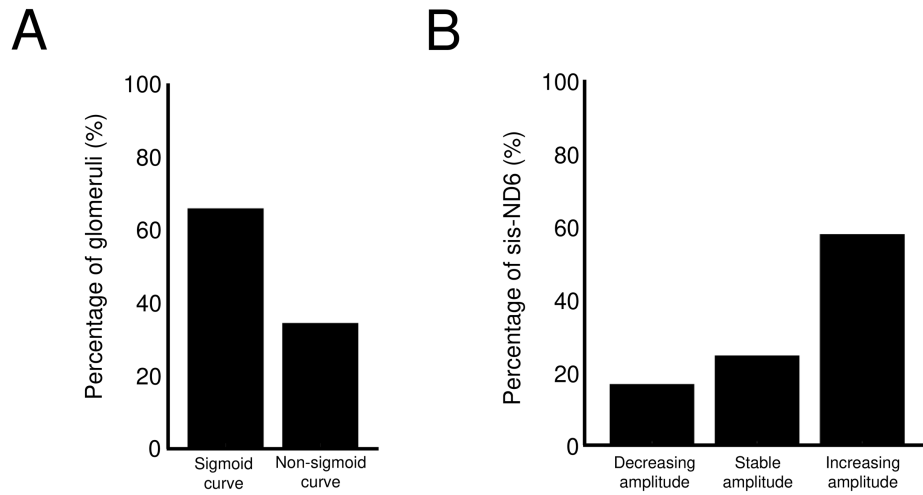 A
B
Percentage of glomeruli (%)
100
80
60
40
20
0
Sigmoid
curve
Non-sigmoid
curve
Percentage of sis-ND6 (%)
100
80
60
40
20
0
Decreasing
amplitude
Stable
amplitude
Increasing
amplitude